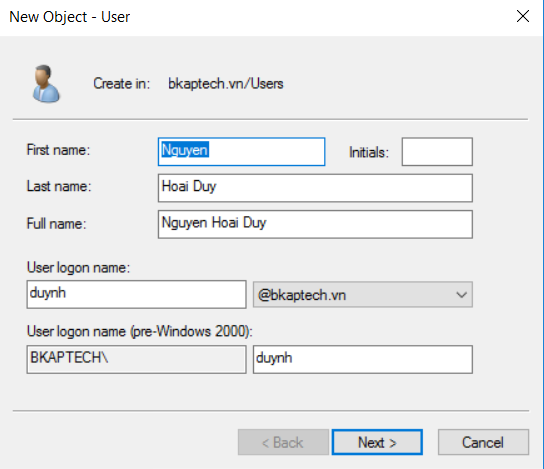 New Object - User
Create in: bkaptech.vn/Users
First name: Nguyen Initials:
Last name: Hoai Duy
Full name: Nguyen Hoai Duy
User logon name:
duynh @bkaptech.vn
User logon name (pre-Windows 2000):
BKAPTECH\ duynh
< Back Next > Cancel